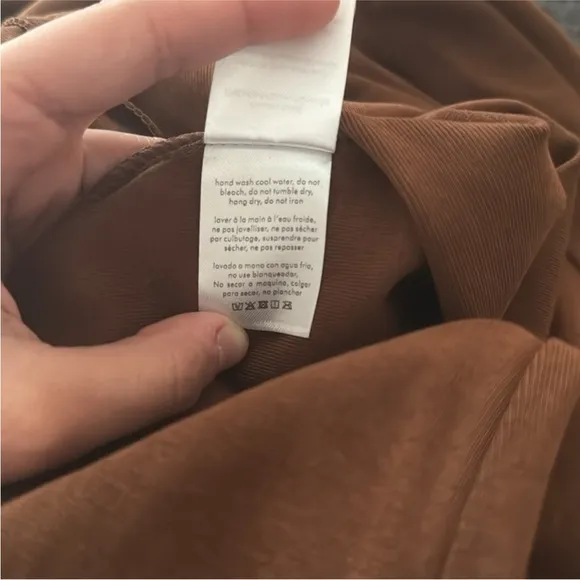 hand wash cool water, do not
bleach, do not tumble dry,
hang dry, do not iron
laver à la main à l'eau froide,
ne pas javelliser, ne pas sécher
par culbutage, suspendre pour
sécher, ne pas repasser
lavado a mano con agua fria,
no use blanqueador,
No secar a maquina, colgar
para secar, no planchar